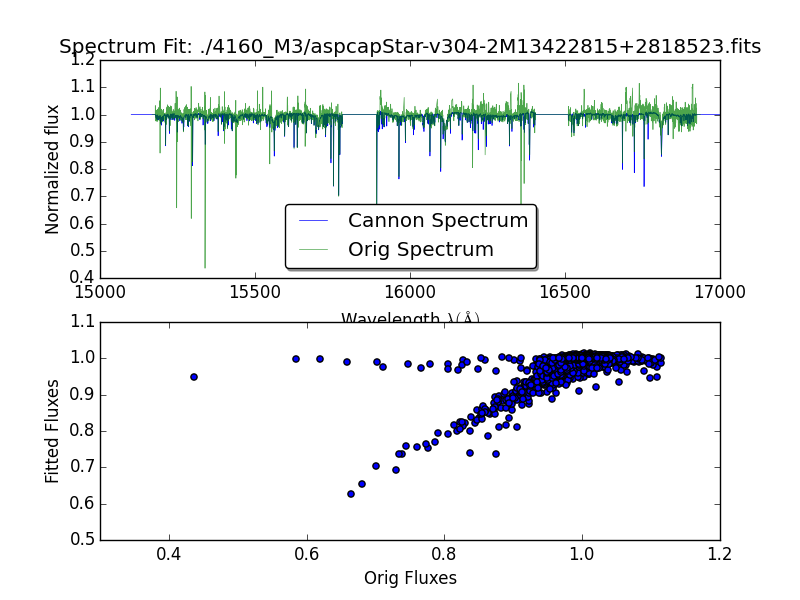 Spectrum Fit: ./4160_M3/aspcapStar-v304-2M13422815+2818523.fits
1.2
1.1
1.0
0.9
0.8
0.7
0.6
0.5
0.4
Normalized flux
Cannon Spectrum
Orig Spectrum
15000 15500 16000 16500 17000
Wavelength λ(Å)
1.1
1.0
0.9
0.8
0.7
0.6
0.5
Fitted Fluxes
0.4 0.6 0.8 1.0 1.2
Orig Fluxes